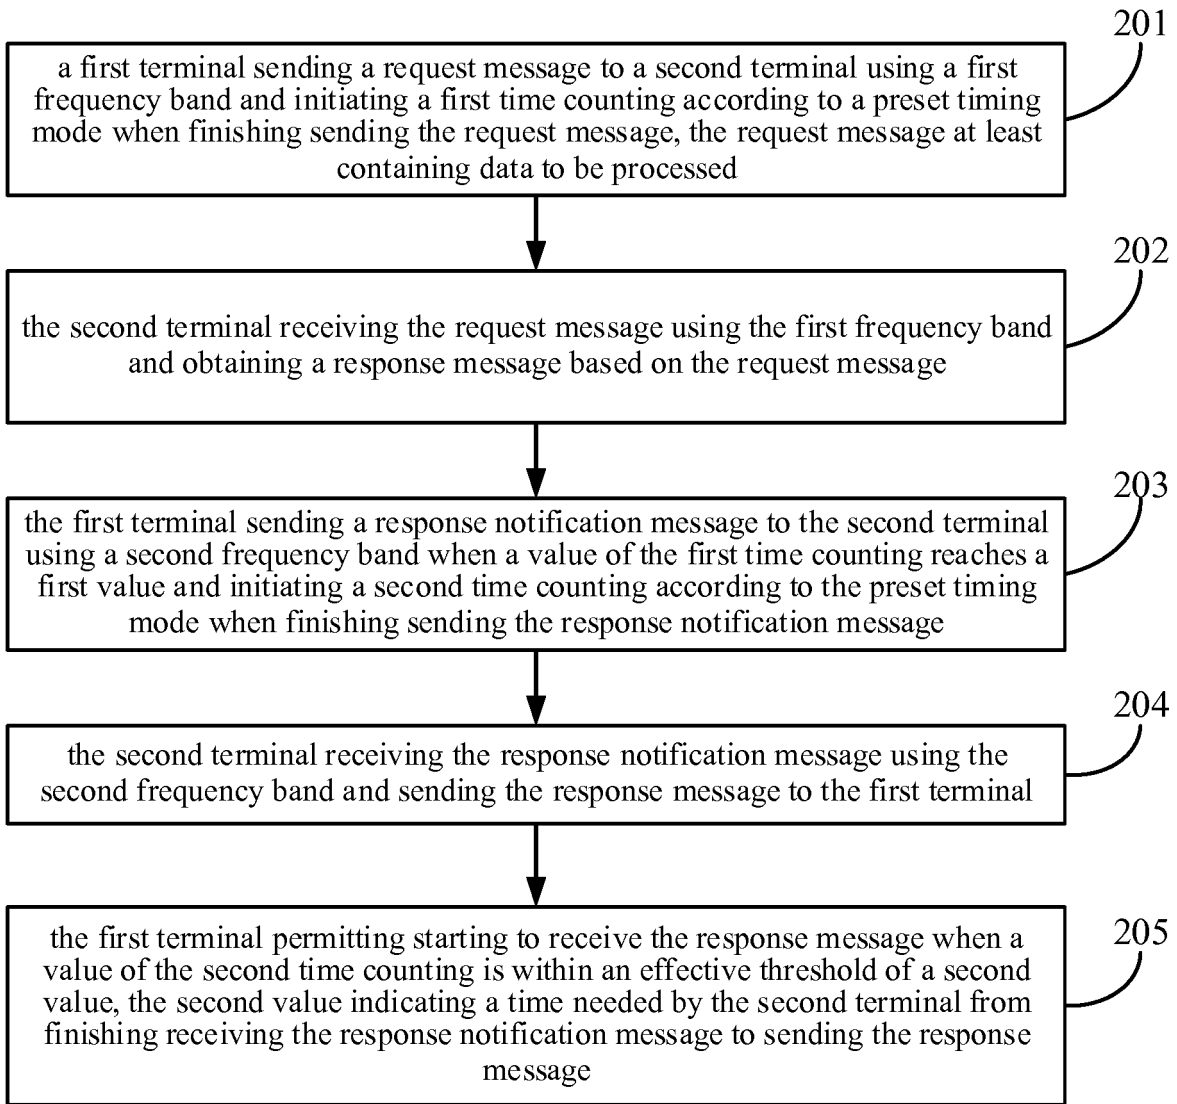 201
a first terminal sending a request message to a second terminal using a first
frequency band and initiating a first time counting according to a preset timing
mode when finishing sending the request message, the request message at least
containing data to be processed
202
the second terminal receiving the request message using the first frequency band
and obtaining a response message based on the request message
203
the first terminal sending a response notification message to the second terminal
using a second frequency band when a value of the first time counting reaches a
first value and initiating a second time counting according to the preset timing
mode when finishing sending the response notification message
204
the second terminal receiving the response notification message using the
second frequency band and sending the response message to the first terminal
205
the first terminal permitting starting to receive the response message when a
value of the second time counting is within an effective threshold of a second
value, the second value indicating a time needed by the second terminal from
finishing receiving the response notification message to sending the response
message